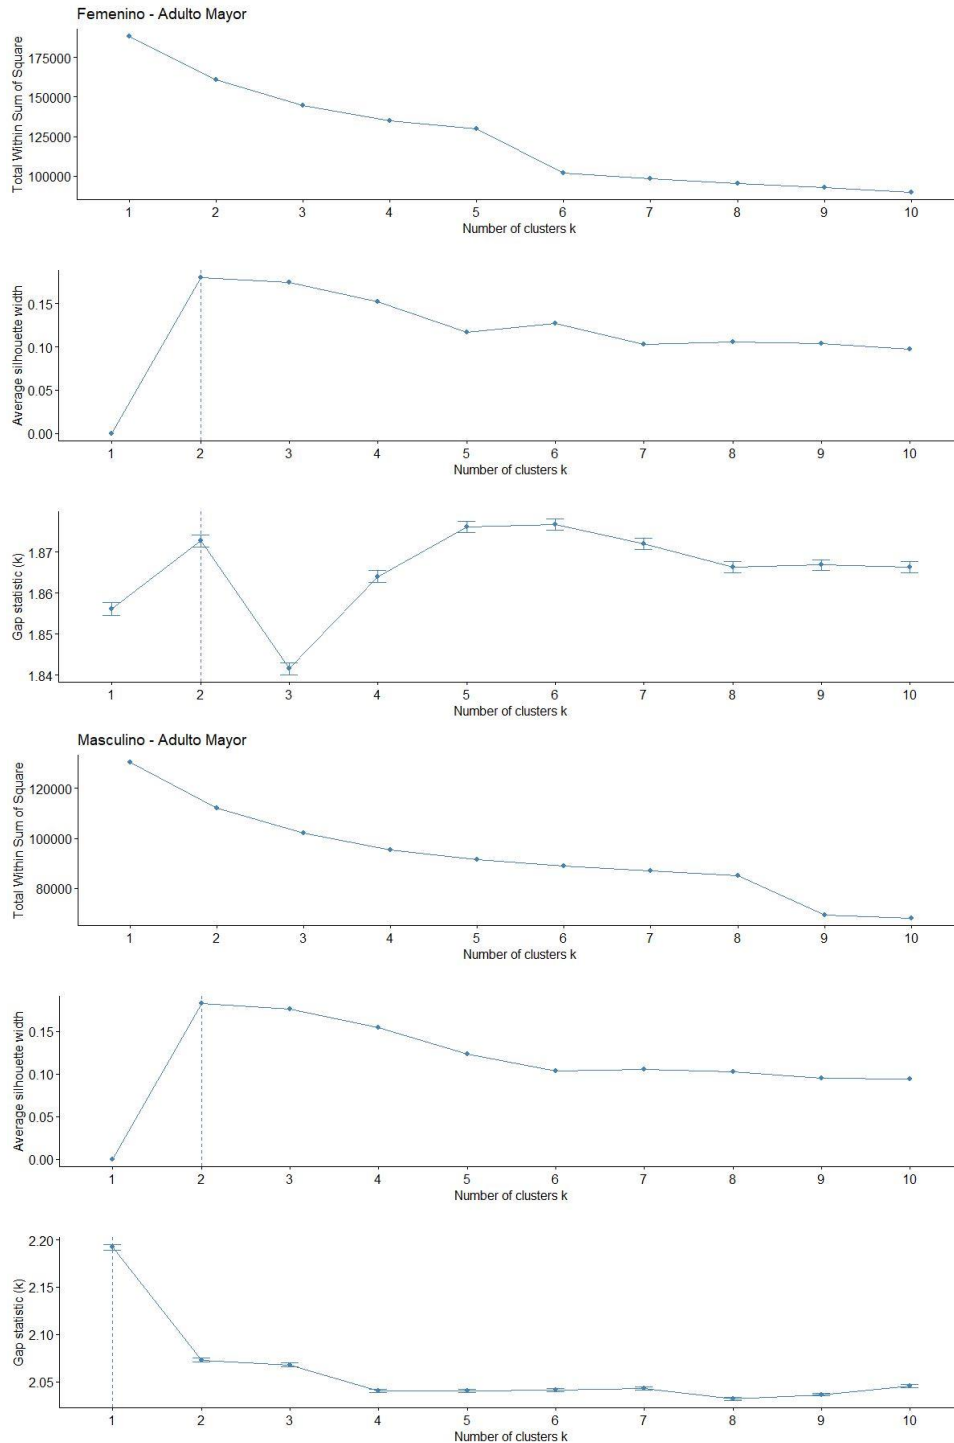 Femenino - Adulto Mayor
Total Within Sum of Square
175000
150000
125000
100000
1 2 3 4 5 6 7 8 9 10
Number of clusters k
Average silhouette width
0.15
0.10
0.05
0.00
1 2 3 4 5 6 7 8 9 10
Number of clusters k
Gap statistic (k)
1.87
1.86
1.85
1.84
1 2 3 4 5 6 7 8 9 10
Number of clusters k
Masculino - Adulto Mayor
Total Within Sum of Square
120000
100000
80000
1 2 3 4 5 6 7 8 9 10
Number of clusters k
Average silhouette width
0.15
0.10
0.05
0.00
1 2 3 4 5 6 7 8 9 10
Number of clusters k
Gap statistic (k)
2.20
2.15
2.10
2.05
1 2 3 4 5 6 7 8 9 10
Number of clusters k